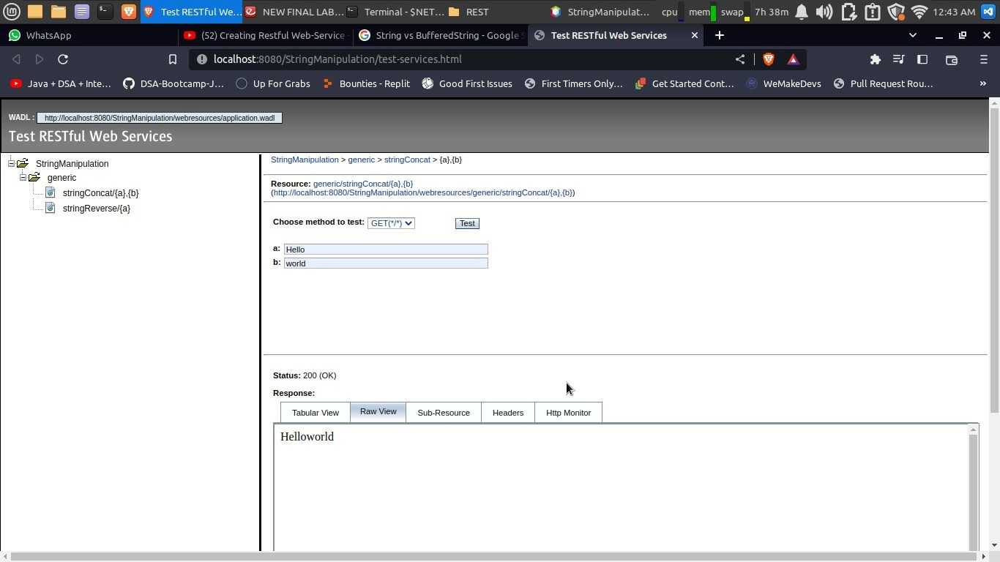 Test RESTful We... NEW FINAL LAB... Terminal - $NET... REST StringManipulat... cpu mem swap 7h 38m 12:43 AM
WhatsApp (52) Creating Restful Web-Service String vs BufferedString - Google Test RESTful Web Services
localhost:8080/StringManipulation/test-services.html
Java + DSA + Inte... DSA-Bootcamp-J... Up For Grabs Bounties - Replit Good First Issues First Timers Only... Get Started Cont... WeMakeDevs Pull Request Rou... »
WADL : http://localhost:8080/StringManipulation/webresources/application.wadl
Test RESTful Web Services
StringManipulation
generic
stringConcat/{a},{b}
stringReverse/{a}
StringManipulation > generic > stringConcat > {a},{b}
Resource: generic/stringConcat/{a},{b}
(http://localhost:8080/StringManipulation/webresources/generic/stringConcat/{a},{b})
Choose method to test: GET(*/*) Test
a: Hello
b: world
Status: 200 (OK)
Response:
Tabular View Raw View Sub-Resource Headers Http Monitor
Helloworld